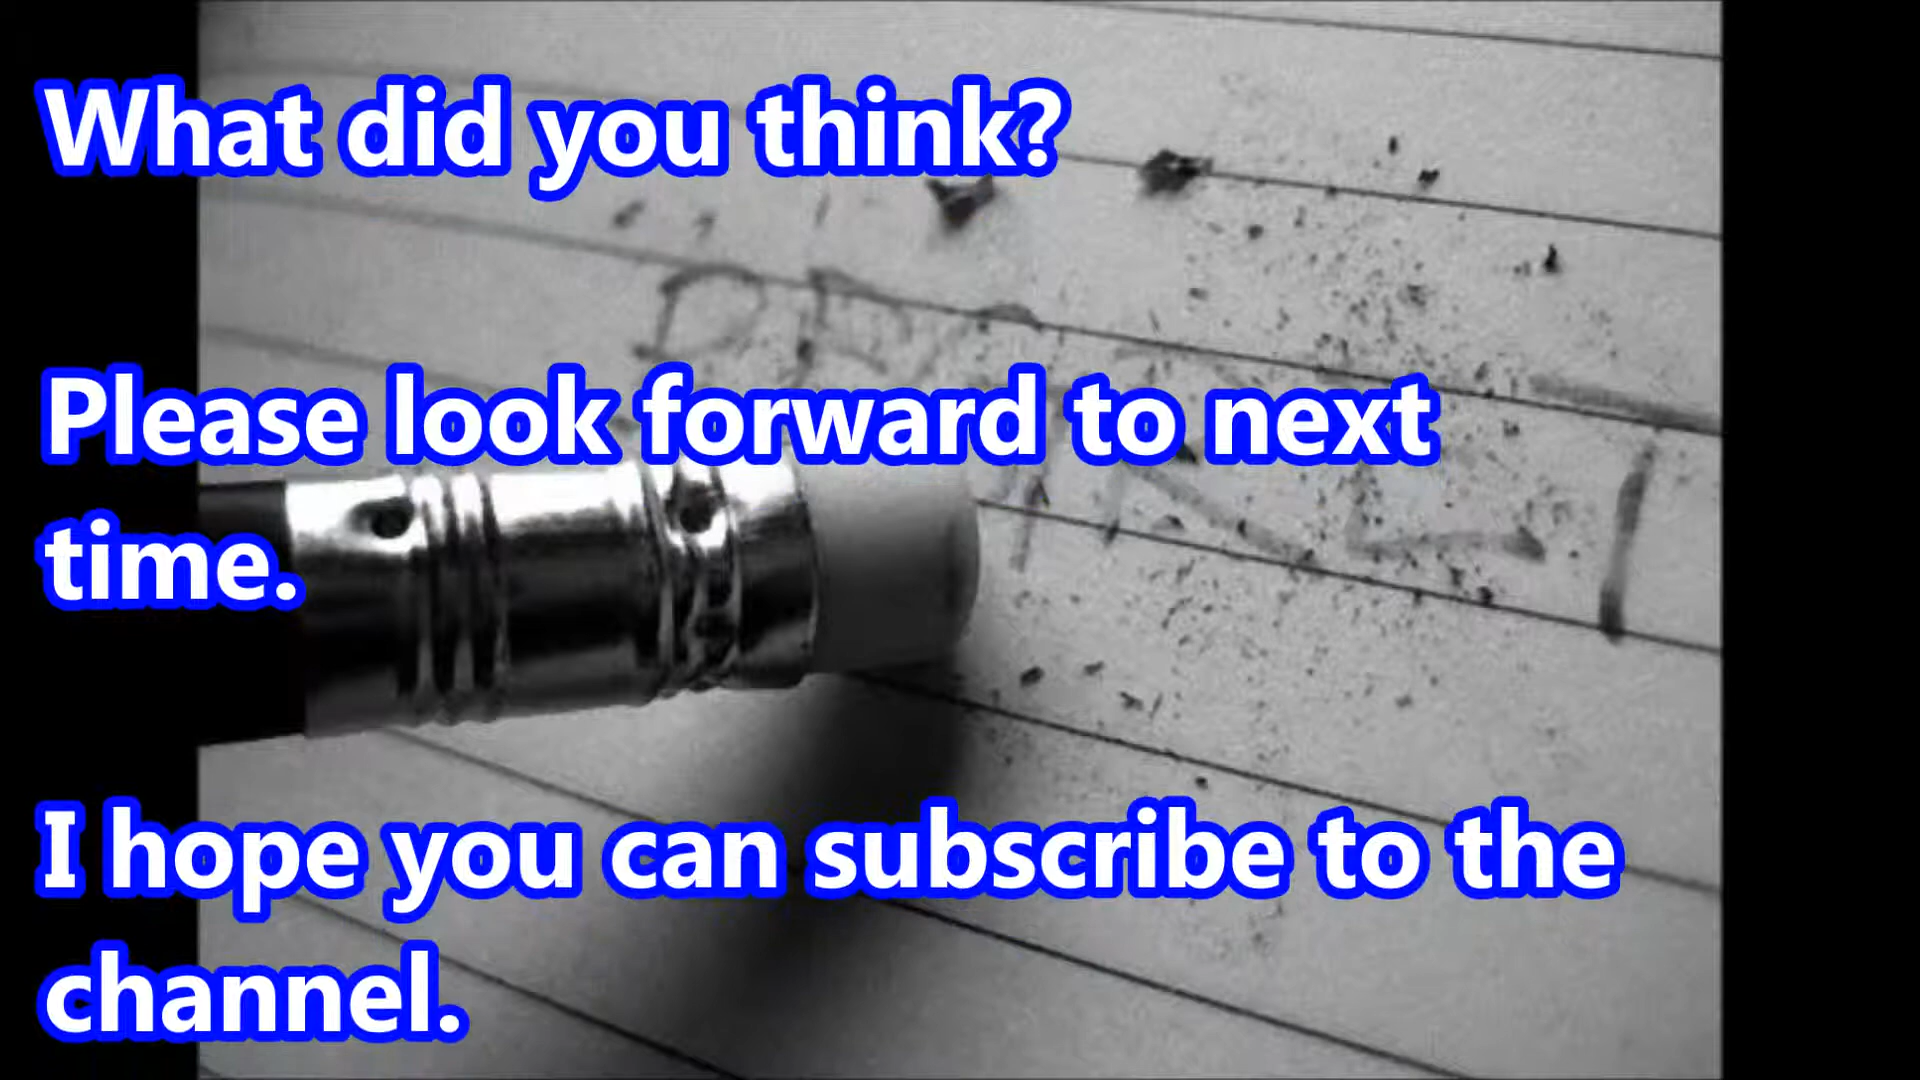 What did you think?
Please look forward to next
time.
I hope you can subscribe to the
channel.